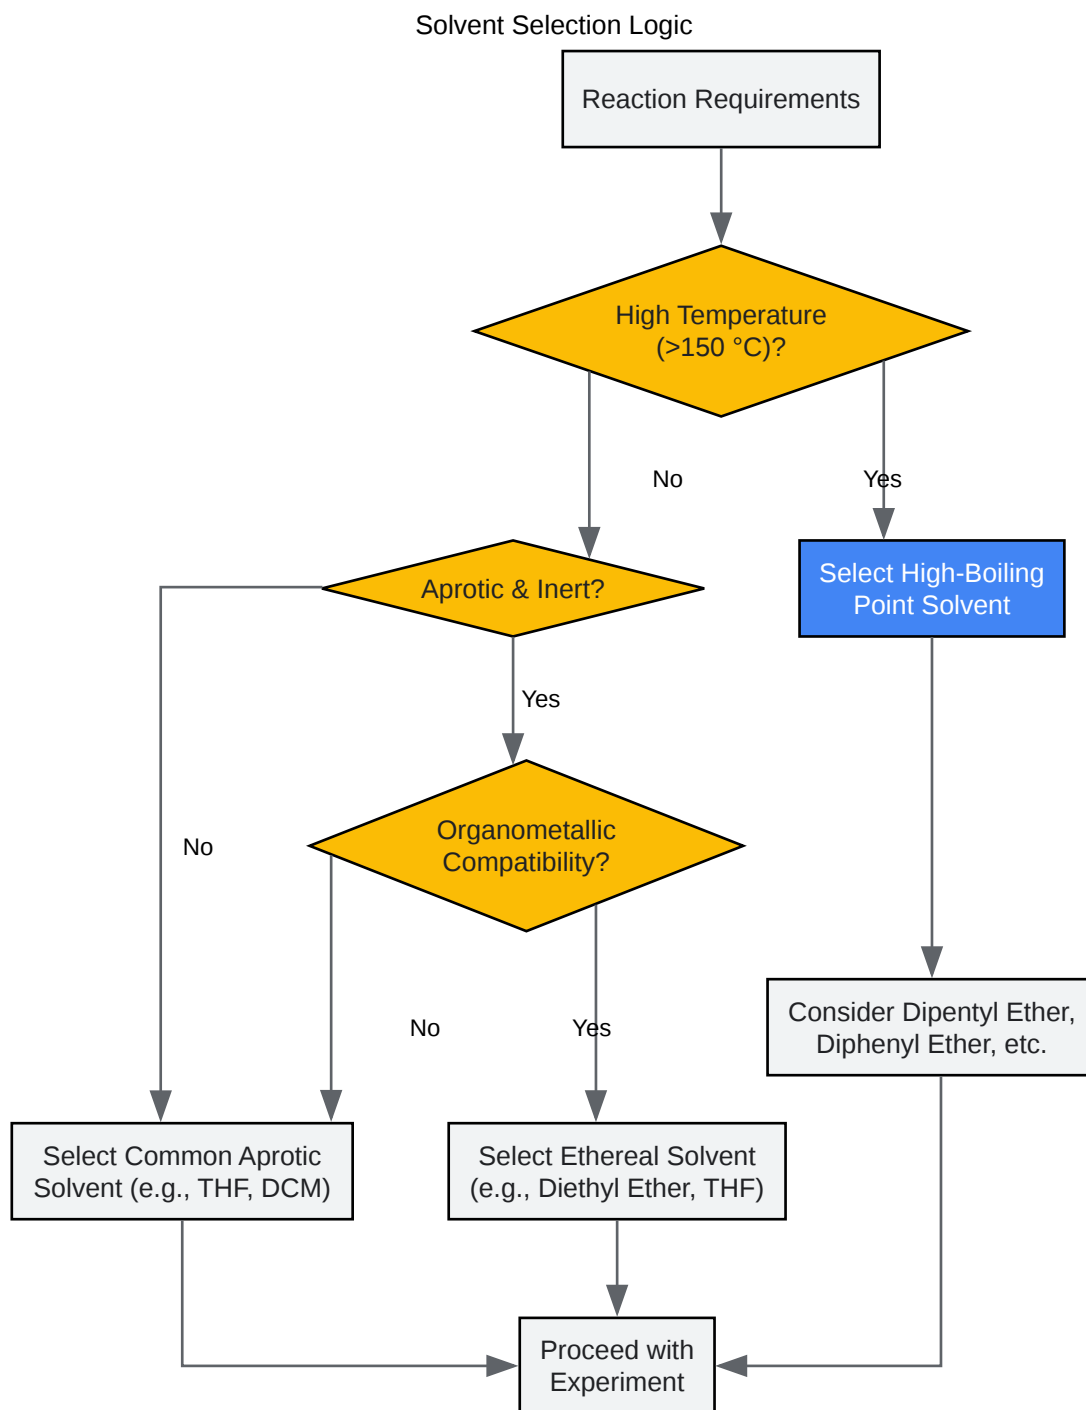 Solvent Selection Logic
Reaction Requirements
High Temperature
(>150 °C)?
No
Yes
Aprotic & Inert?
Select High-Boiling
Point Solvent
Yes
Organometallic
Compatibility?
No
No
Yes
Consider Dipentyl Ether,
Diphenyl Ether, etc.
Select Common Aprotic
Solvent (e.g., THF, DCM)
Select Ethereal Solvent
(e.g., Diethyl Ether, THF)
Proceed with
Experiment